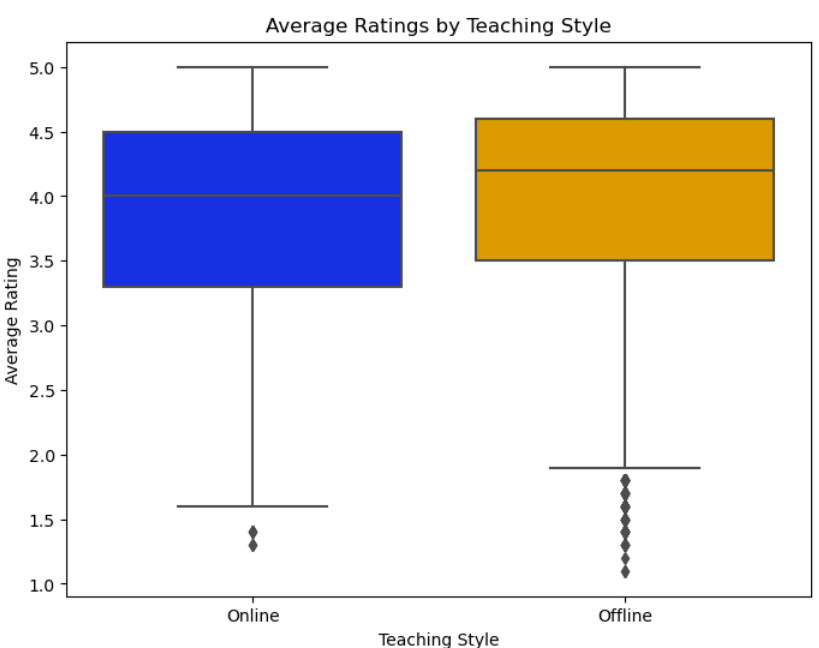 Average Ratings by Teaching Style
Average Rating
5.0
4.5
4.0
3.5
3.0
2.5
2.0
1.5
1.0
Online
Offline
Teaching Style